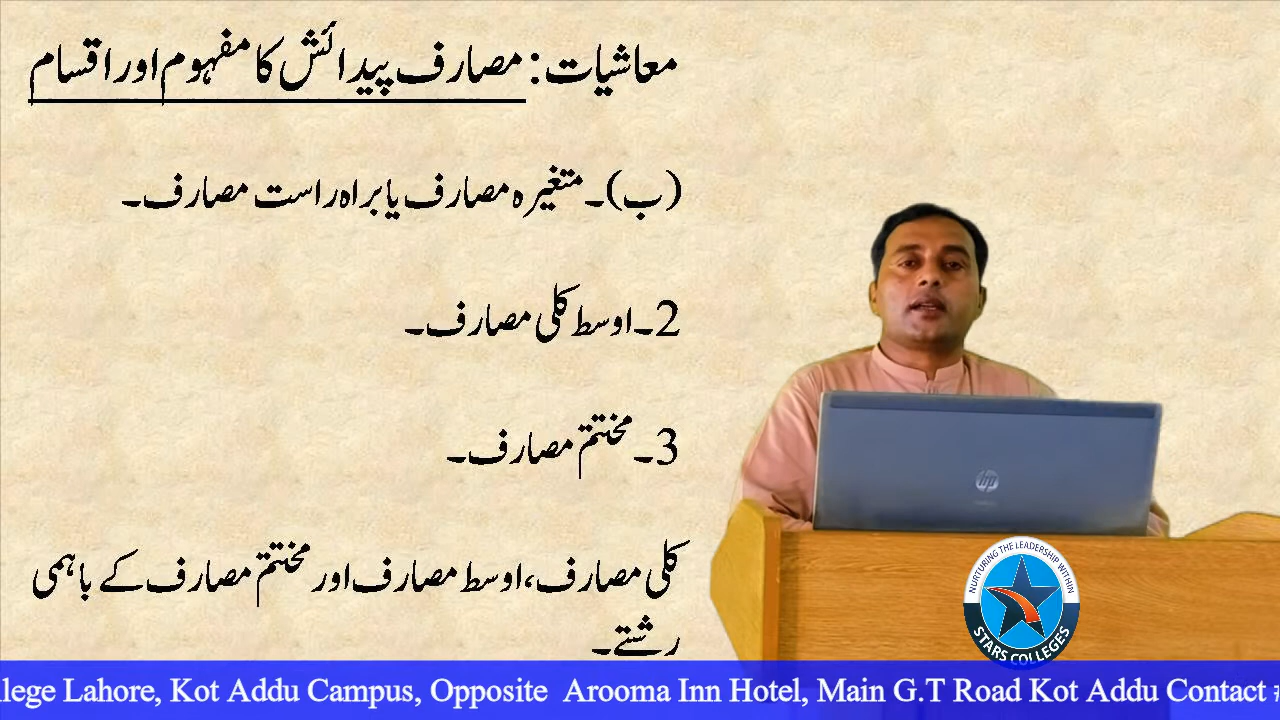 معاشیات: مصارف پیدائش کا مفہوم اور اقسام
(ب)۔ متغیرہ مصارف یا براہ راست مصارف۔
2۔ اوسط کلی مصارف۔
3۔ مختتم مصارف۔
کلی مصارف، اوسط مصارف اور مختتم مصارف کے باہمی
رشتے۔
hp
NURTURING THE LEADERSHIP WITHIN
STARS COLLEGES
llege Lahore, Kot Addu Campus, Opposite Arooma Inn Hotel, Main G.T Road Kot Addu Contact #